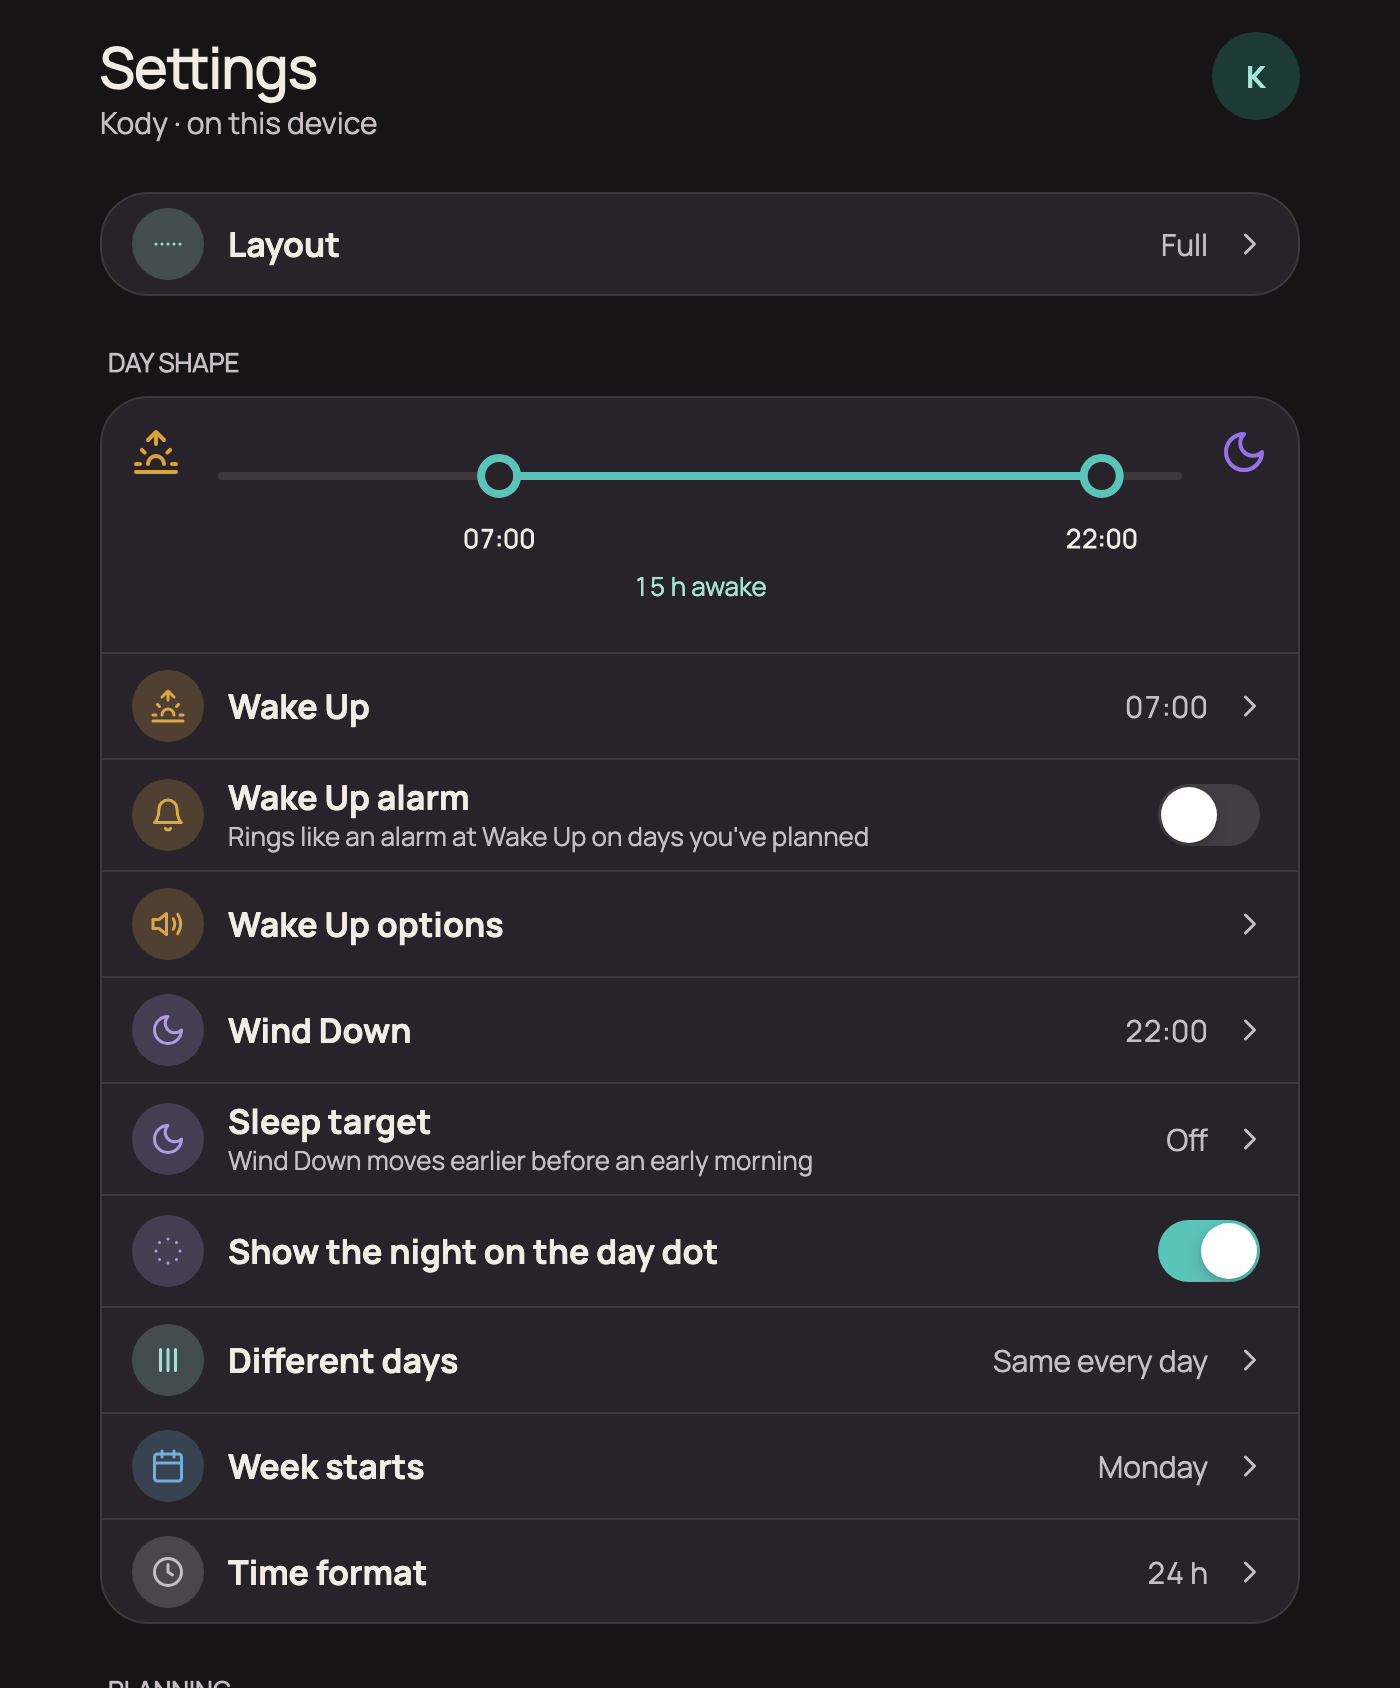 Settings
Kody · on this device
K
Layout
Full
DAY SHAPE
07:00
22:00
15 h awake
Wake Up
07:00
Wake Up alarm
Rings like an alarm at Wake Up on days you've planned
Wake Up options
Wind Down
22:00
Sleep target
Wind Down moves earlier before an early morning
Off
Show the night on the day dot
Different days
Same every day
Week starts
Monday
Time format
24 h
PLANNING